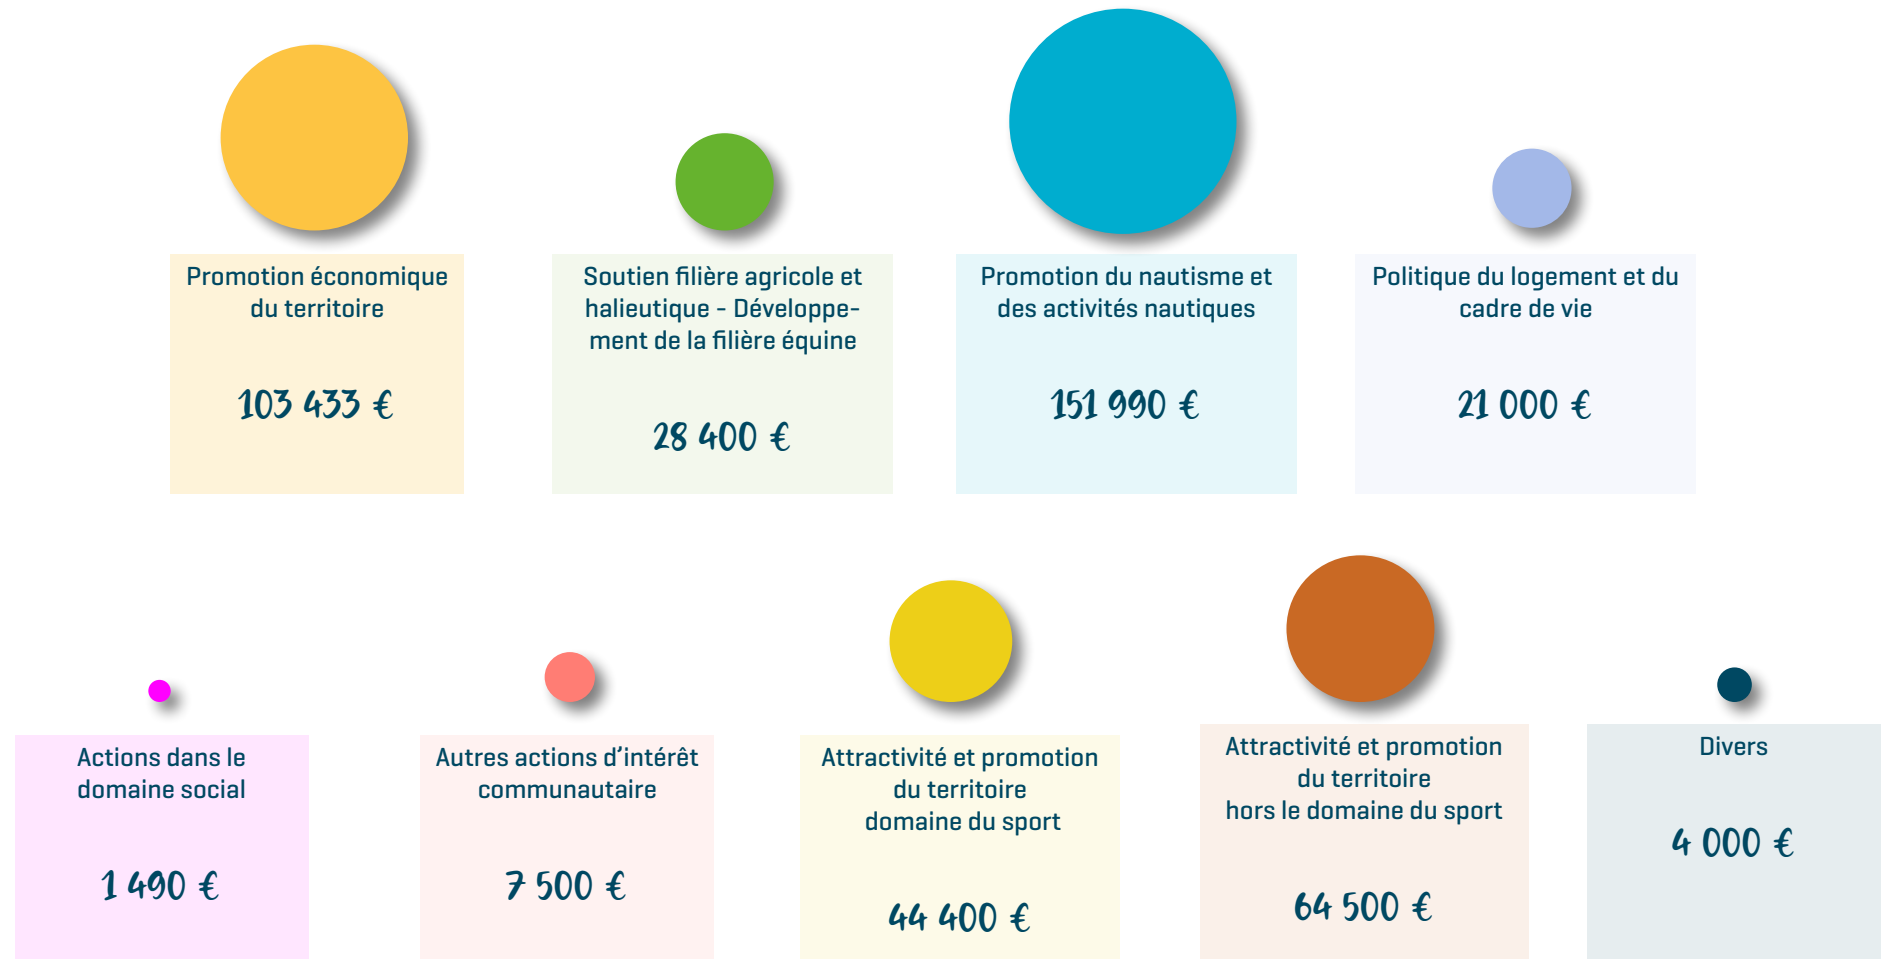 Promotion économique
du territoire
103 433 €
Soutien filière agricole et
halieutique - Développe-
ment de la filière équine
28 400 €
Promotion du nautisme et
des activités nautiques
151 990 €
Politique du logement et du
cadre de vie
21 000 €
Actions dans le
domaine social
1 490 €
Autres actions d’intérêt
communautaire
7 500 €
Attractivité et promotion
du territoire
domaine du sport
44 400 €
Attractivité et promotion
du territoire
hors le domaine du sport
64 500 €
Divers
4 000 €